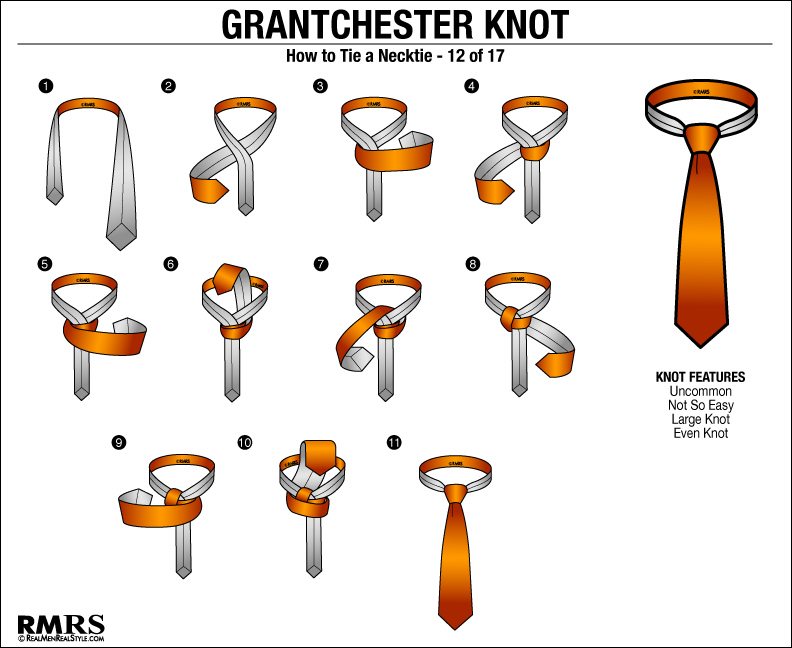 GRANTCHESTER KNOT
How to Tie a Necktie - 12 of 17
1
2
3
4
©RMRS
©RMRS
©RMRS
©RMRS
©RMRS
5
6
7
8
©RMRS
©RMRS
©RMRS
©RMRS
KNOT FEATURES
Uncommon
Not So Easy
Large Knot
Even Knot
9
10
11
©RMRS
©RMRS
©RMRS
RMRS
© REALMENREALSTYLE.COM